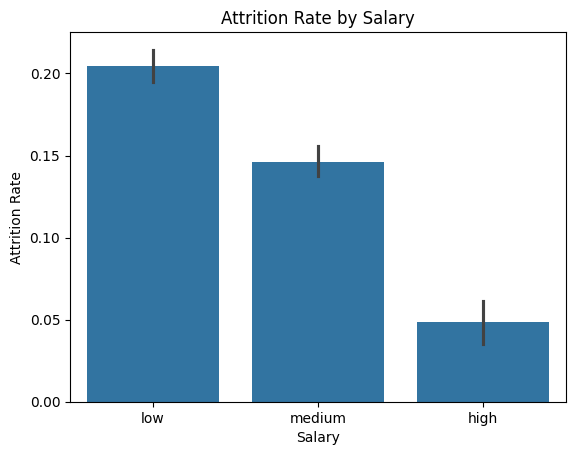 Attrition Rate by Salary
Attrition Rate
0.20
0.15
0.10
0.05
0.00
low medium high
Salary